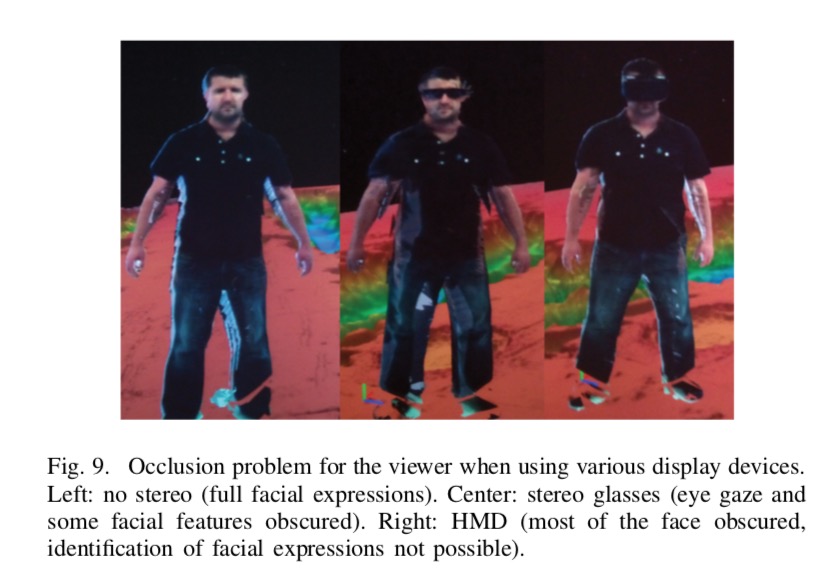 Fig. 9. Occlusion problem for the viewer when using various display devices.
Left: no stereo (full facial expressions). Center: stereo glasses (eye gaze and
some facial features obscured). Right: HMD (most of the face obscured,
identification of facial expressions not possible).